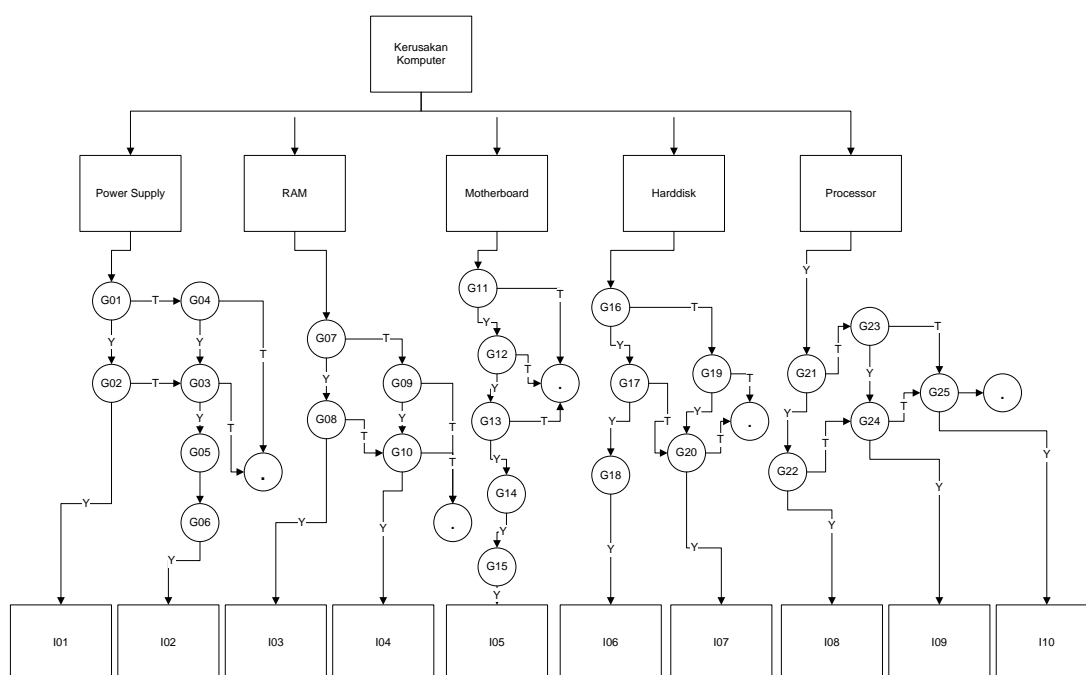 Kerusakan
Komputer
Power Supply
RAM
Motherboard
Harddisk
Processor
Y
G01
T
G04
G11
T
G16
T
G23
T
Y
Y
T
G07
T
Y
G12
T
.
Y
G21
T
Y
G02
T
G03
Y
G09
Y
G17
G19
T
G25
.
Y
T
G08
T
Y
T
G13
T
Y
T
Y
.
Y
T
G24
T
G05
.
G10
T
Y
G18
G20
T
G22
Y
Y
G06
Y
Y
.
G14
Y
Y
Y
Y
Y
Y
Y
G15
Y
I01
I02
I03
I04
I05
I06
I07
I08
I09
I10